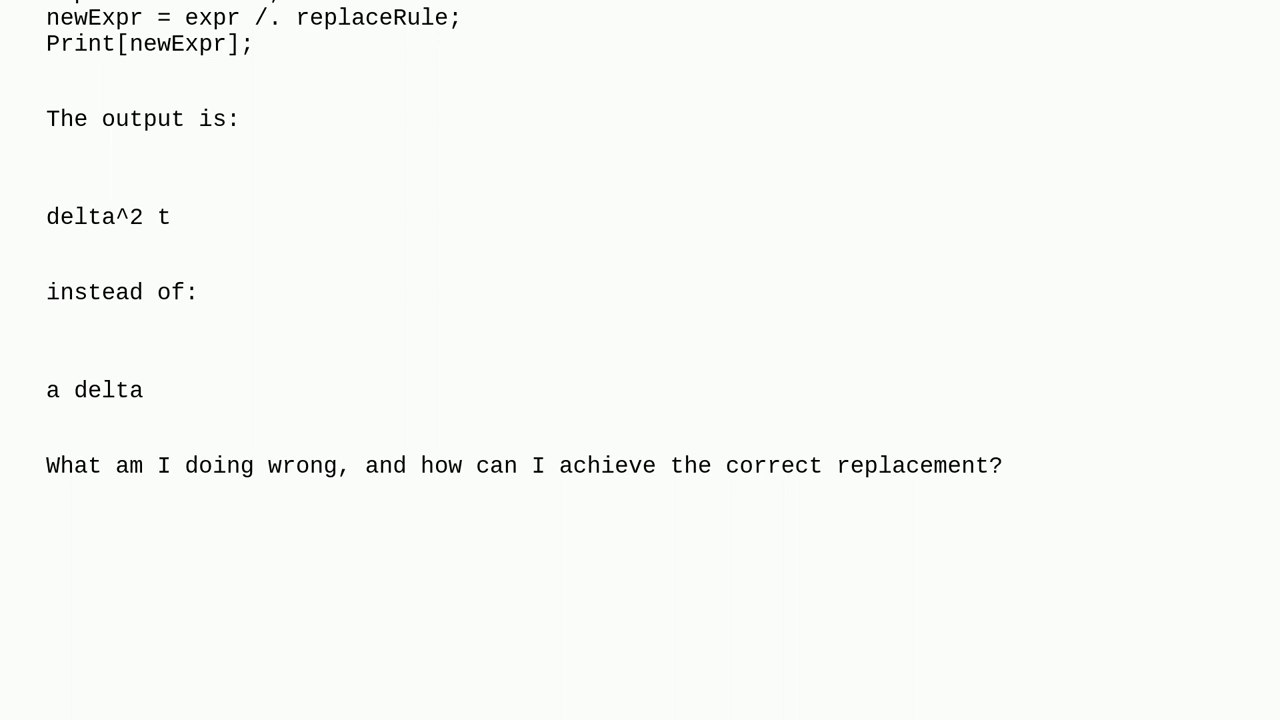 newExpr = expr /. replaceRule;
Print[newExpr];
The output is:
delta^2 t
instead of:
a delta
What am I doing wrong, and how can I achieve the correct replacement?